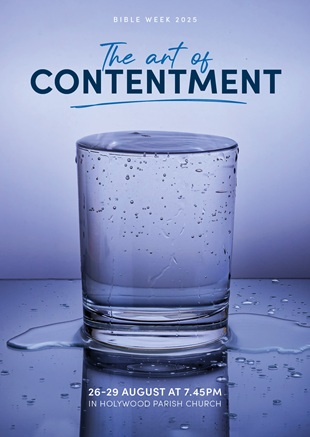 BIBLE WEEK 2025
The art of
CONTENTMENT
26-29 AUGUST AT 7.45PM
IN HOLYWOOD PARISH CHURCH